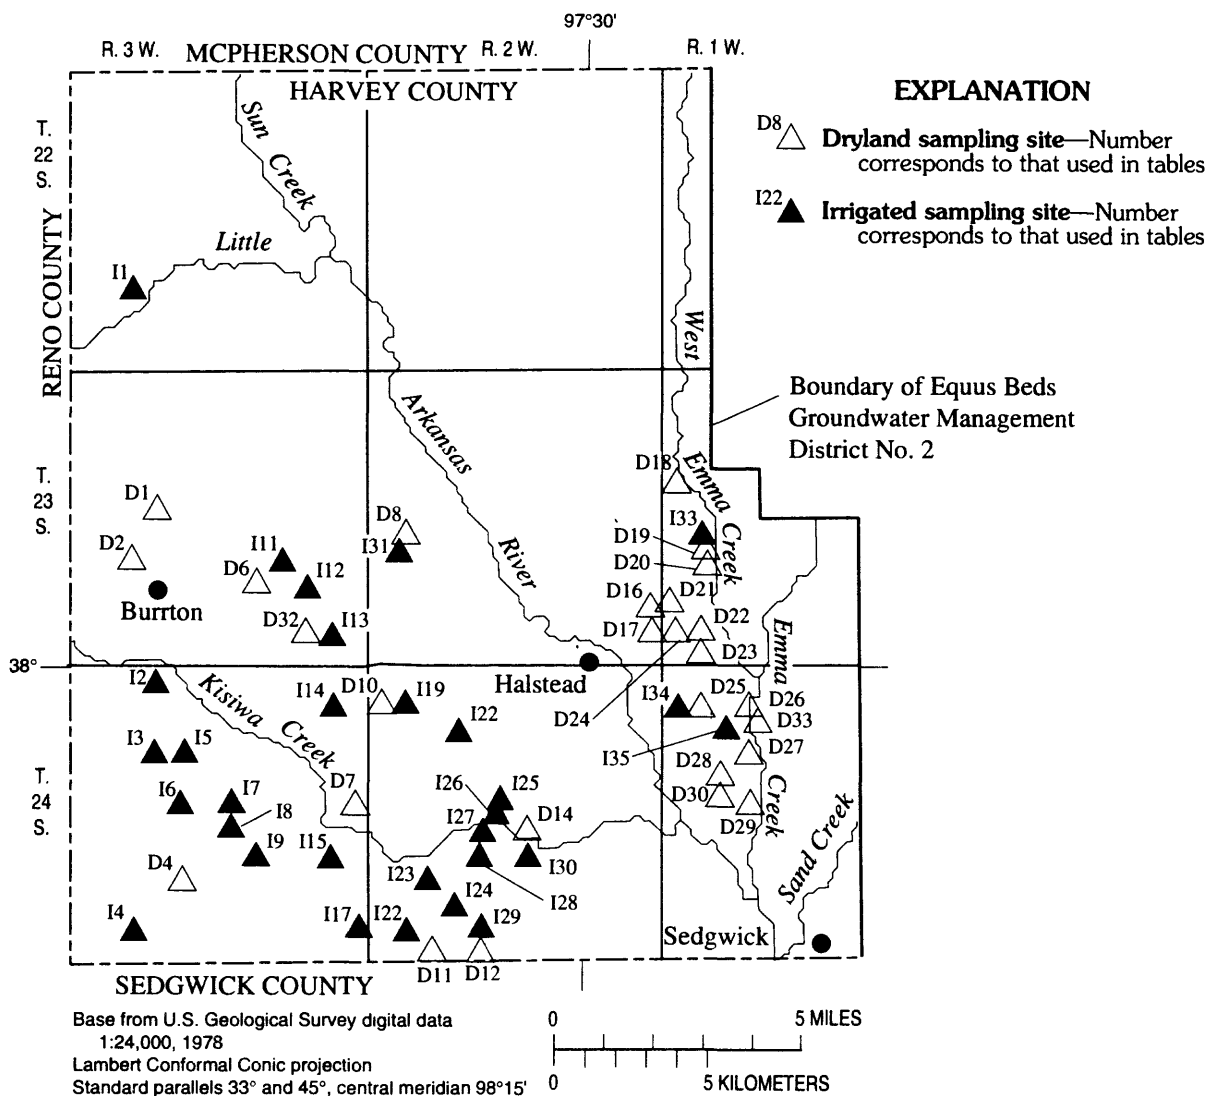 97°30'
R. 3 W.
MCPHERSON COUNTY
R. 2 W.
R. 1 W.
HARVEY COUNTY
EXPLANATION
D8
Dryland sampling site—Number
corresponds to that used in tables
I22
Irrigated sampling site—Number
corresponds to that used in tables
T.
22
S.
Sun
Creek
Little
I1
RENO COUNTY
West
Boundary of Equus Beds
Groundwater Management
District No. 2
Arkansas
River
T.
23
S.
D18
Emma
Creek
D1
D8
I33
D2
I11
I31
D19
D6
I12
D20
Burrton
D16
D21
D32
I13
D17
D22
Emma
D23
38°
I2
Kisiwa
Creek
I14
D10
I19
Halstead
I34
D25
D26
D24
D33
I22
I3
I5
I35
D27
T.
24
S.
I6
I7
D7
I26
I25
D28
I8
I27
D14
D30
Creek
D29
I9
I15
I30
Sand Creek
D4
I23
I24
I28
I4
I17
I22
I29
Sedgwick
D11
D12
SEDGWICK COUNTY
Base from U.S. Geological Survey digital data
1:24,000, 1978
Lambert Conformal Conic projection
Standard parallels 33° and 45°, central meridian 98°15'
0
5 MILES
0
5 KILOMETERS